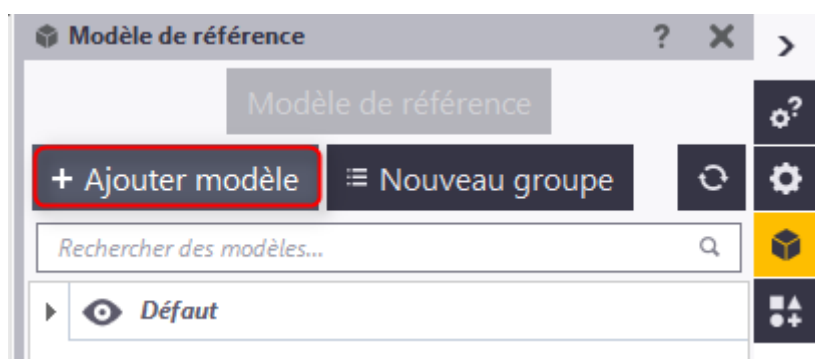 Modèle de référence ?
Modèle de référence
+ Ajouter modèle Nouveau groupe
Rechercher des modèles...
Défaut